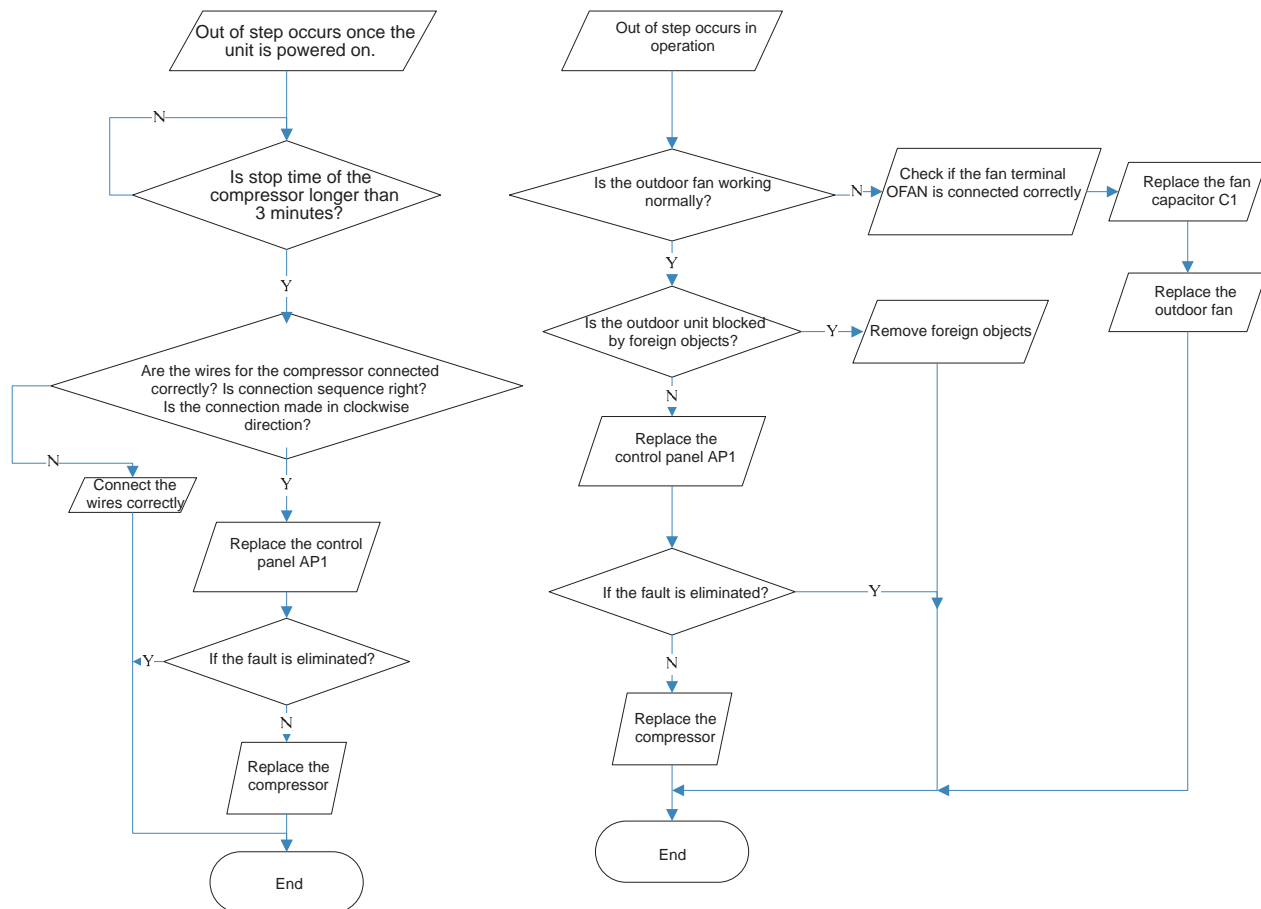 Out of step occurs once the
unit is powered on.
N
Is stop time of the
compressor longer than
3 minutes?
Y
Are the wires for the compressor connected
correctly? Is connection sequence right?
Is the connection made in clockwise
direction?
N
Connect the
wires correctly
Y
Replace the control
panel AP1
If the fault is eliminated?
Y
N
Replace the
compressor
End
Out of step occurs in
operation
Is the outdoor fan working
normally?
N
Check if the fan terminal
OFAN is connected correctly
Replace the fan
capacitor C1
Replace the
outdoor fan
Y
Is the outdoor unit blocked
by foreign objects?
Y
Remove foreign objects
N
Replace the
control panel AP1
If the fault is eliminated?
Y
N
Replace the
compressor
End